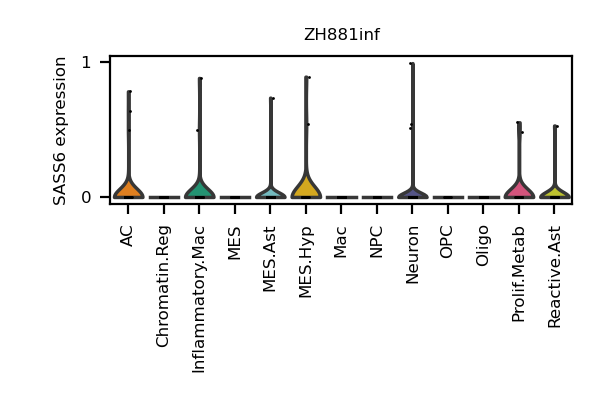 ZH881inf
SASS6 expression
1
0
AC
Chromatin.Reg
Inflammatory.Mac
MES
MES.Ast
MES.Hyp
Mac
NPC
Neuron
OPC
Oligo
Prolif.Metab
Reactive.Ast